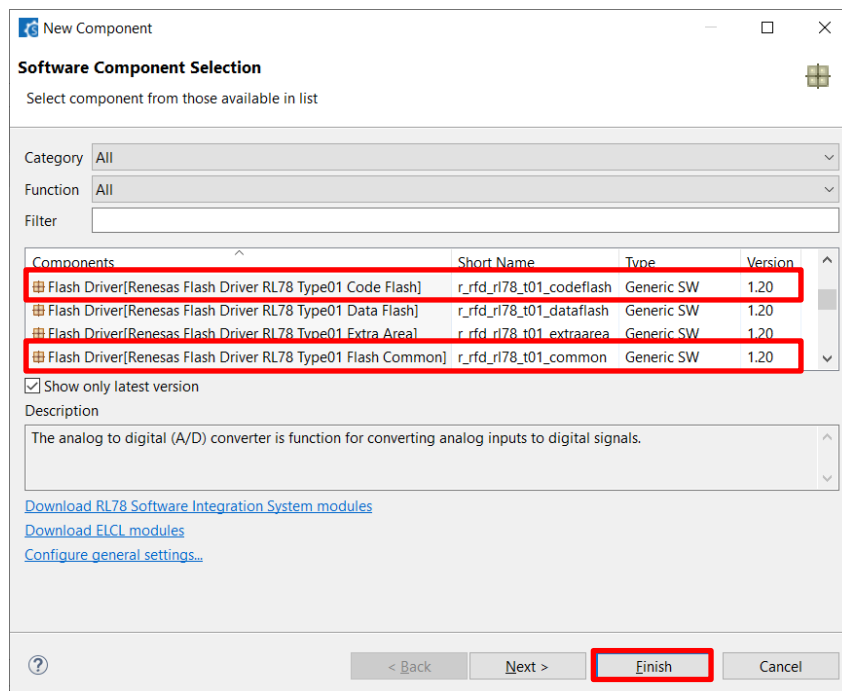 New Component
Software Component Selection
Select component from those available in list
Category All
Function All
Filter
Components Short Name Type Version
Flash Driver[Renesas Flash Driver RL78 Type01 Code Flash] r_rfd_rl78_t01_codeflash Generic SW 1.20
Flash Driver[Renesas Flash Driver RL78 Type01 Data Flash] r_rfd_rl78_t01_dataflash Generic SW 1.20
Flash Driver[Renesas Flash Driver RL78 Type01 Extra Area] r_rfd_rl78_t01_extraarea Generic SW 1.20
Flash Driver[Renesas Flash Driver RL78 Type01 Flash Common] r_rfd_rl78_t01_common Generic SW 1.20
Show only latest version
Description
The analog to digital (A/D) converter is function for converting analog inputs to digital signals.
Download RL78 Software Integration System modules
Download ELCL modules
Configure general settings...
? < Back Next > Finish Cancel